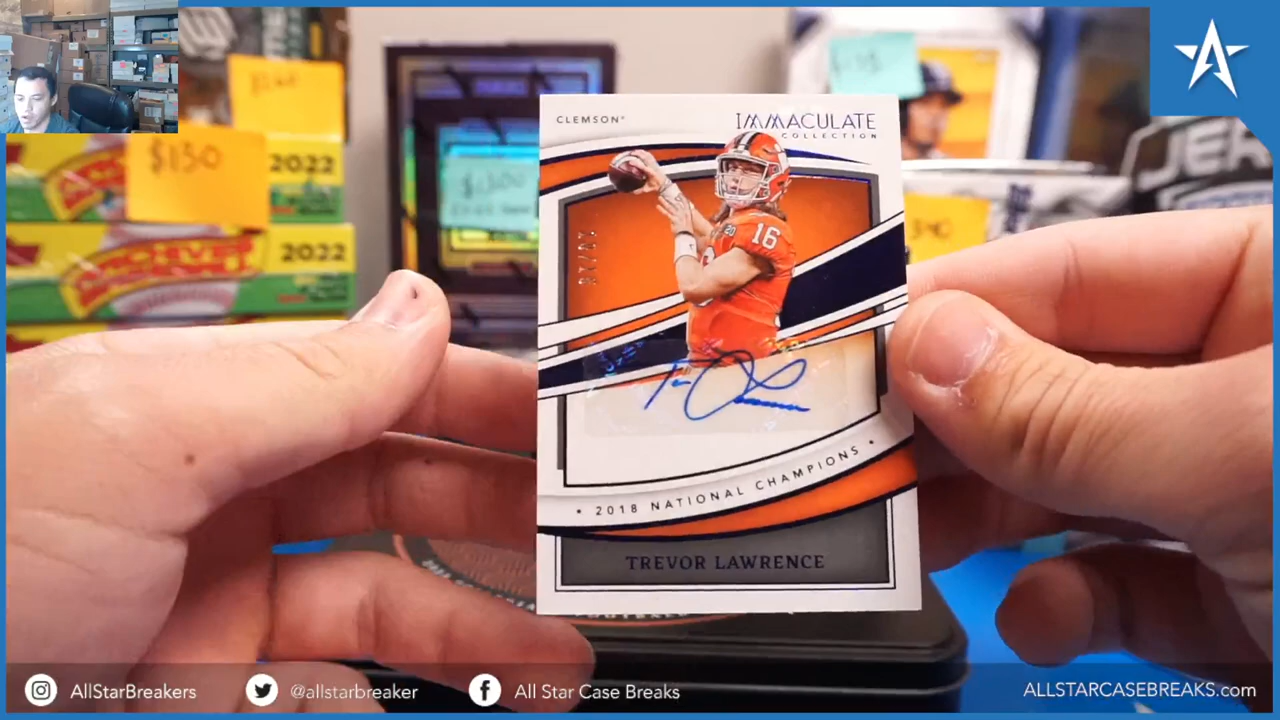 $150
2022
2022
CLEMSON
IMMACULATE
COLLECTION
16
TREVOR LAWRENCE
• 2018 NATIONAL CHAMPIONS •
AllStarBreakers
@allstarbreaker
All Star Case Breaks
ALLSTARCASEBREAKS.com